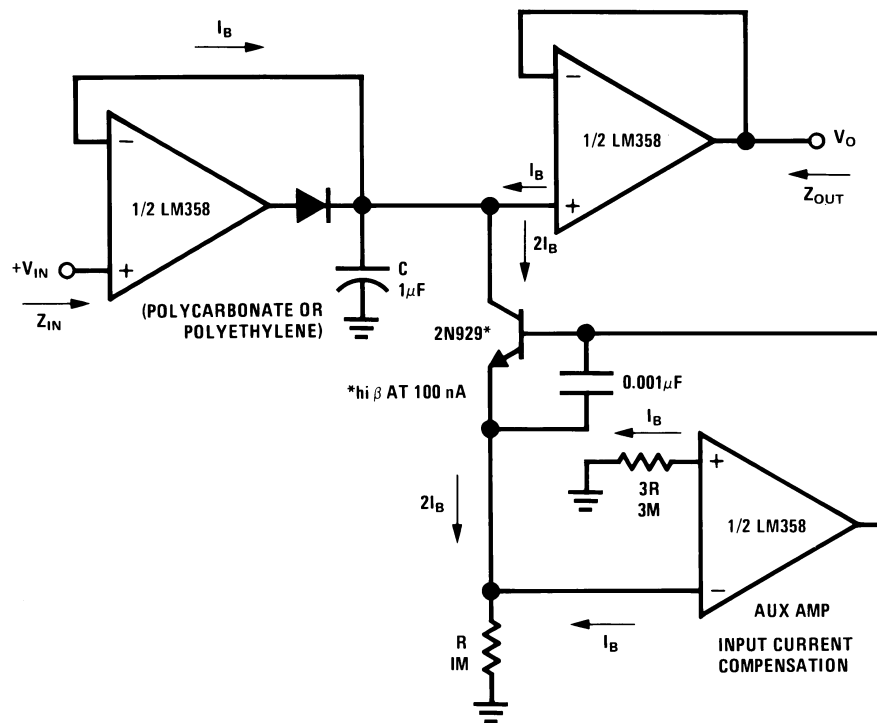 I_B
−
1/2 LM358
+
+V_IN
Z_IN
C
1μF
(POLYCARBONATE OR
POLYETHYLENE)
−
1/2 LM358
+
I_B
V_O
Z_OUT
2I_B
2N929*
*hi β AT 100 nA
0.001μF
I_B
3R
3M
+
1/2 LM358
−
2I_B
I_B
R
1M
AUX AMP
INPUT CURRENT
COMPENSATION